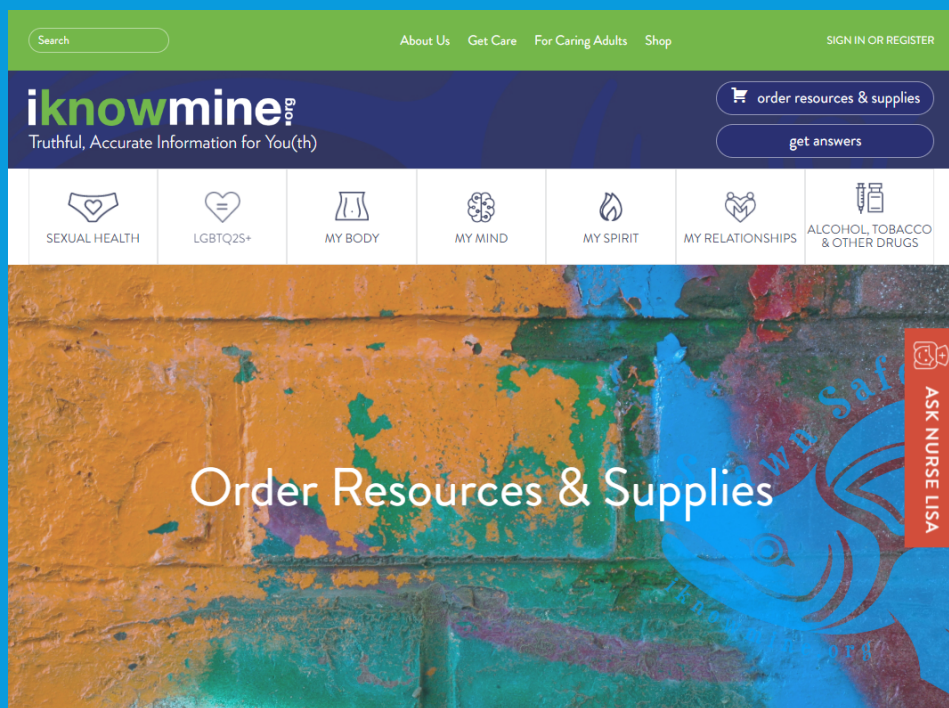 Search
About Us
Get Care
For Caring Adults
Shop
SIGN IN OR REGISTER
iknowmine.org
Truthful, Accurate Information for You(th)
order resources & supplies
get answers
SEXUAL HEALTH
LGBTQ2S+
MY BODY
MY MIND
MY SPIRIT
MY RELATIONSHIPS
ALCOHOL, TOBACCO
& OTHER DRUGS
Spawn Safe
ASK NURSE LISA
Order Resources & Supplies